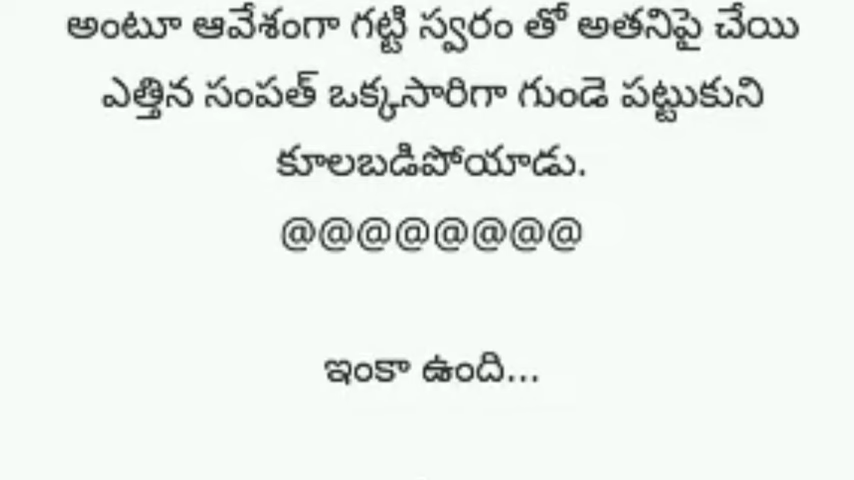 అంటూ ఆవేశంగా గట్టి స్వరం తో అతనిపై చేయి
ఎత్తిన సంపత్ ఒక్కసారిగా గుండె పట్టుకుని
కూలబడిపోయాడు.
@@@@@@@@
ఇంకా ఉంది...